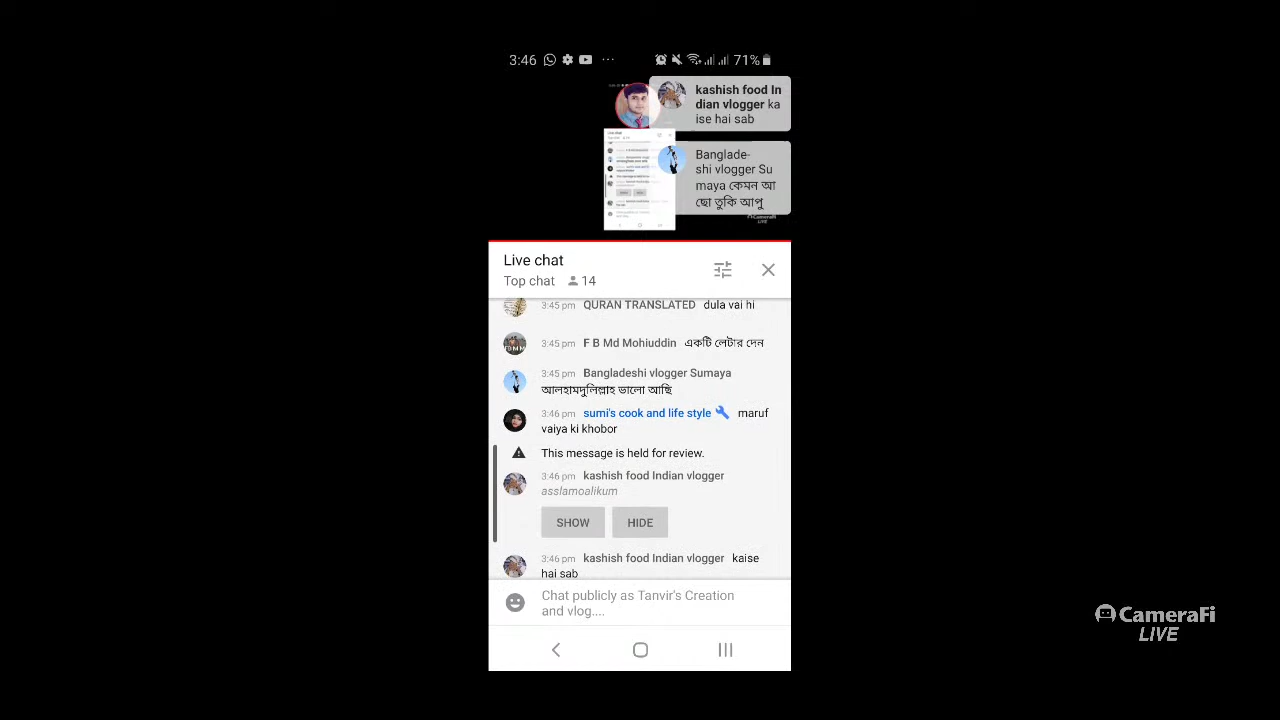 3:46 ... 71%
kashish food In
dian vlogger ka
ise hai sab
Banglade-
shi vlogger Su
maya কেমন আ
ছো তুকি আপু
CameraFi
LIVE
Live chat
Top chat 14
3:45 pm QURAN TRANSLATED dula vai hi
3:45 pm F B Md Mohiuddin একটি লেটার দেন
3:45 pm Bangladeshi vlogger Sumaya
আলহামদুলিল্লাহ ভালো আছি
3:46 pm sumi's cook and life style maruf
vaiya ki khobor
This message is held for review.
3:46 pm kashish food Indian vlogger
asslamoalikum
SHOW HIDE
3:46 pm kashish food Indian vlogger kaise
hai sab
Chat publicly as Tanvir's Creation
and vlog....
CameraFi
LIVE